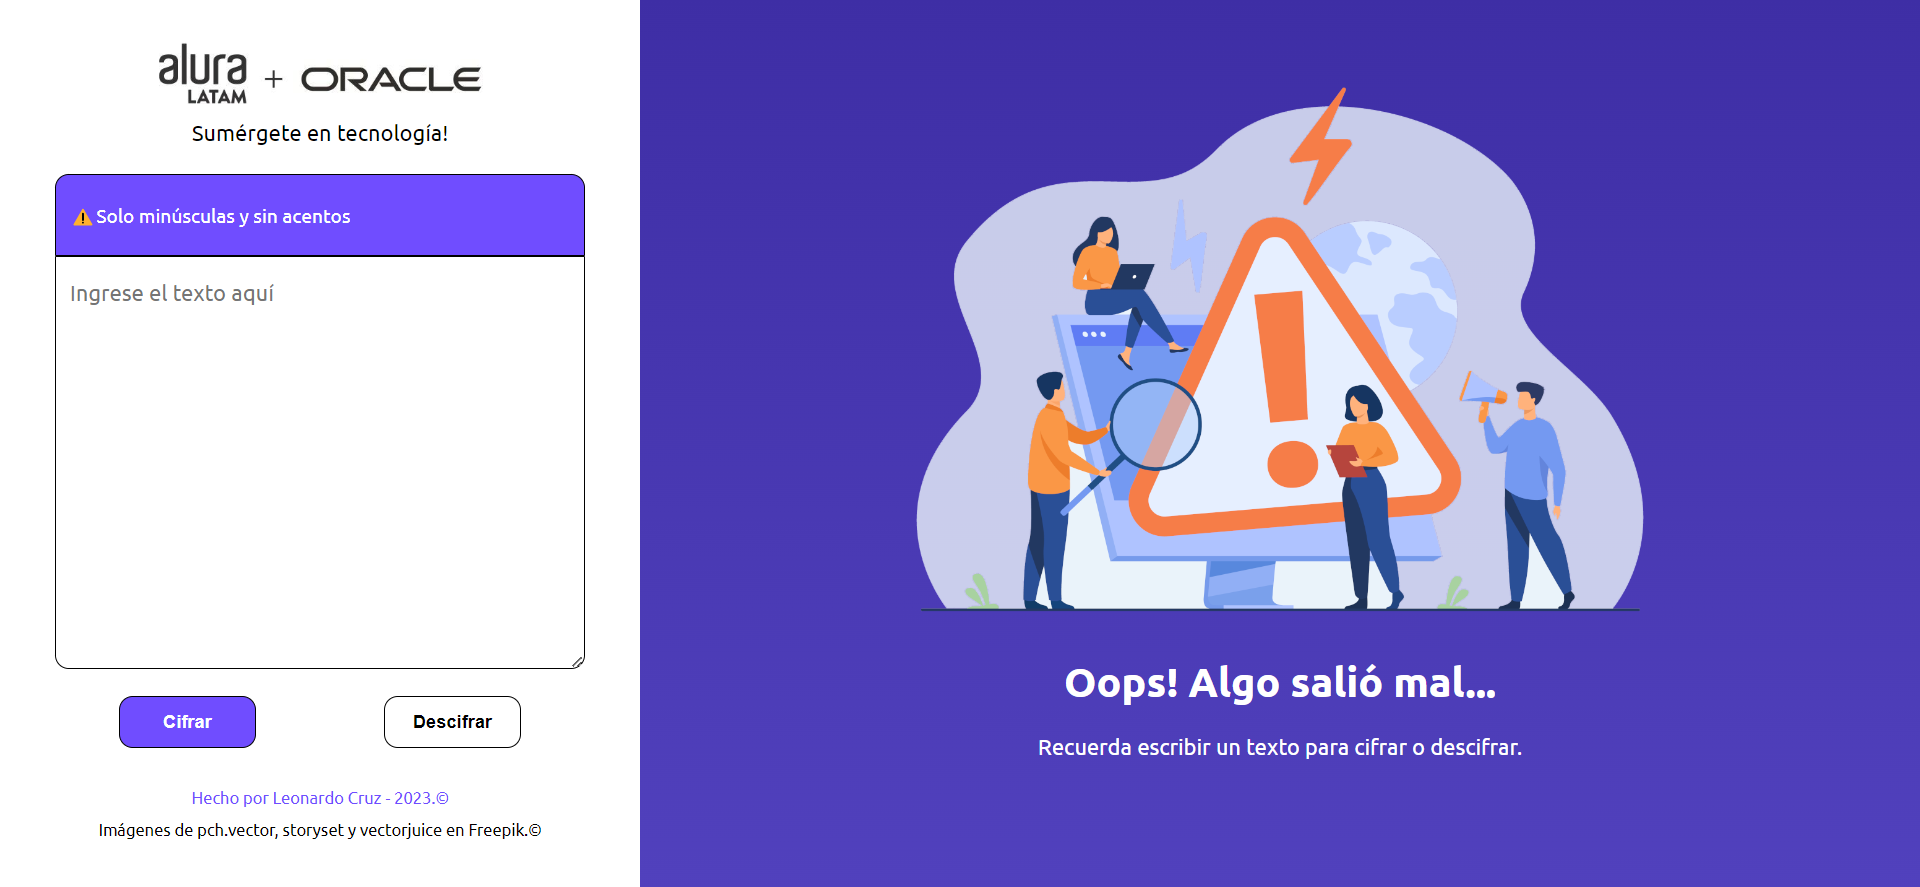 alura
LATAM + ORACLE
Sumérgete en tecnología!
⚠️Solo minúsculas y sin acentos
Ingrese el texto aquí
Cifrar
Descifrar
Hecho por Leonardo Cruz - 2023.©
Imágenes de pch.vector, storyset y vectorjuice en Freepik.©
Oops! Algo salió mal...
Recuerda escribir un texto para cifrar o descifrar.